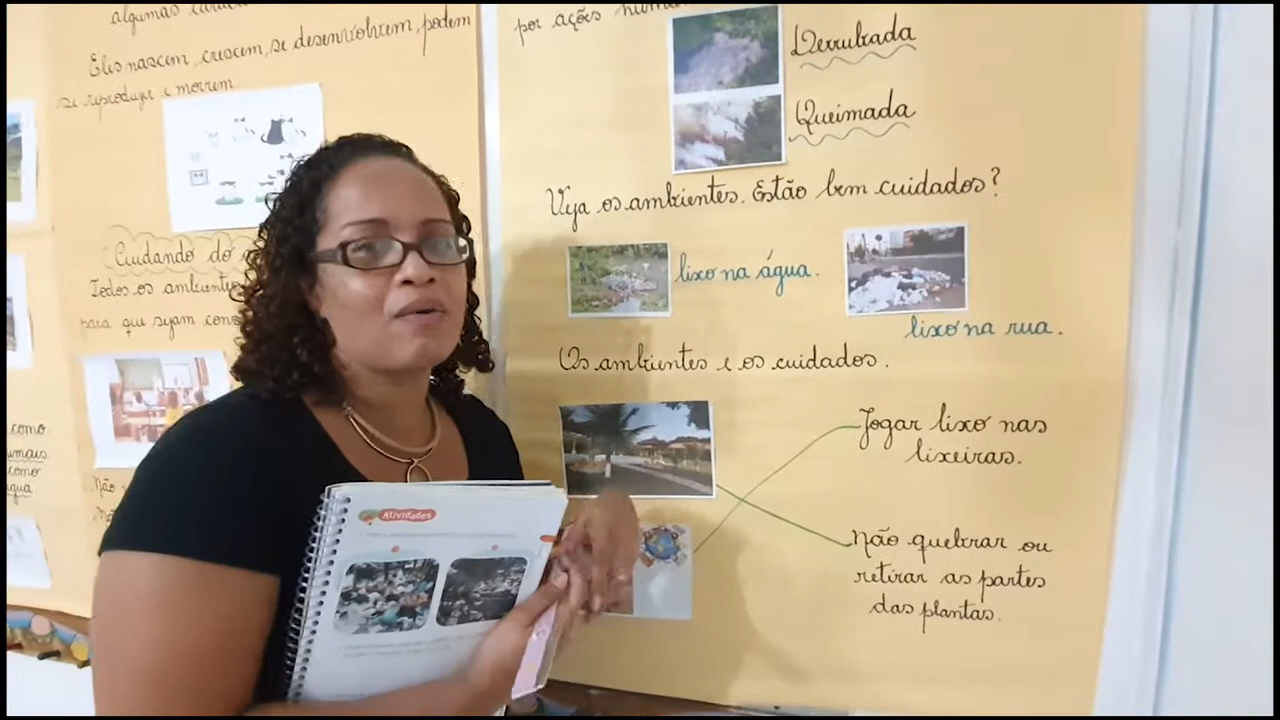 algumas
Eles nascem, crescem, se desenvolvem, podem
se reproduzir e morrem
Cuidando do
Todos os ambientes
para que sejam
como
umais
como
água
Não
por ações
Derrubada
Queimada
Veja os ambientes. Estão bem cuidados?
lixo na água.
lixo na rua.
Os ambientes e os cuidados.
Jogar lixo nas
lixeiras.
Não quebrar ou
retirar as partes
das plantas.
Atividades